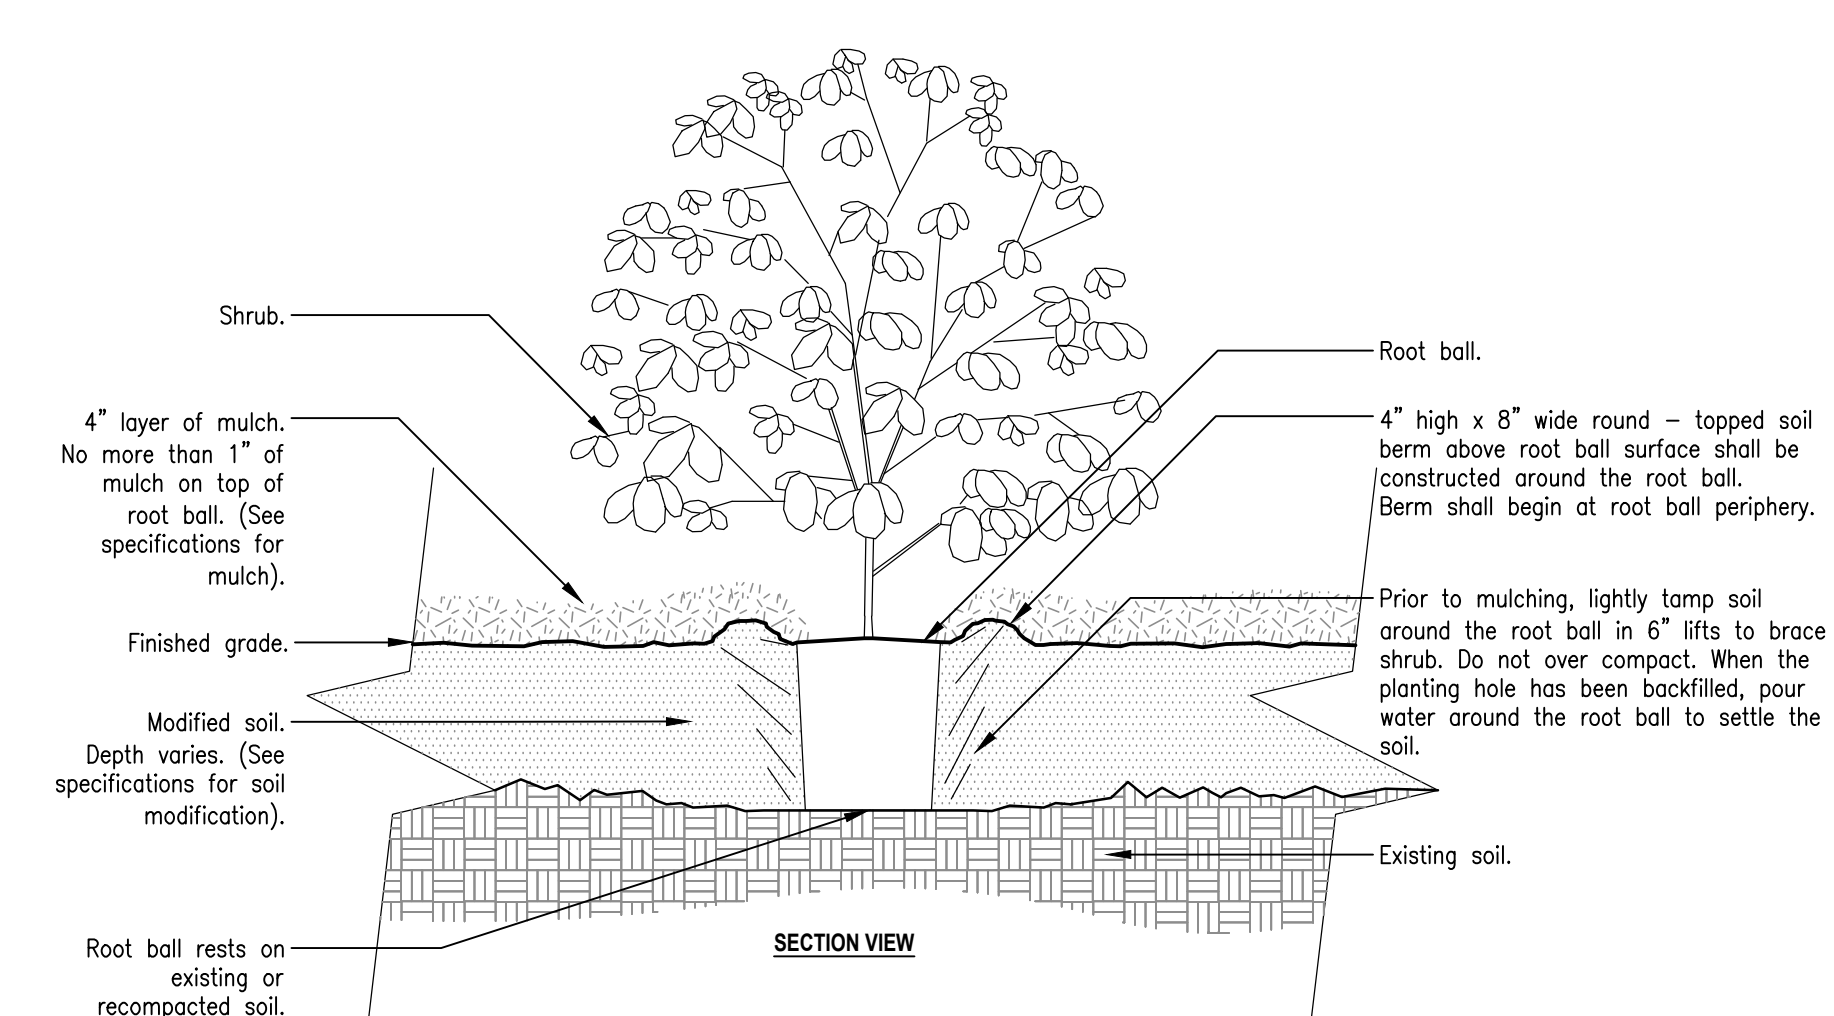 Shrub.
4” layer of mulch.
No more than 1” of
mulch on top of
root ball. (See
specifications for
mulch).
Finished grade.
Modified soil.
Depth varies. (See
specifications for soil
modification).
Root ball rests on
existing or
recompacted soil.
Root ball.
4” high x 8” wide round – topped soil
berm above root ball surface shall be
constructed around the root ball.
Berm shall begin at root ball periphery.
Prior to mulching, lightly tamp soil
around the root ball in 6” lifts to brace
shrub. Do not over compact. When the
planting hole has been backfilled, pour
water around the root ball to settle the
soil.
Existing soil.
SECTION VIEW